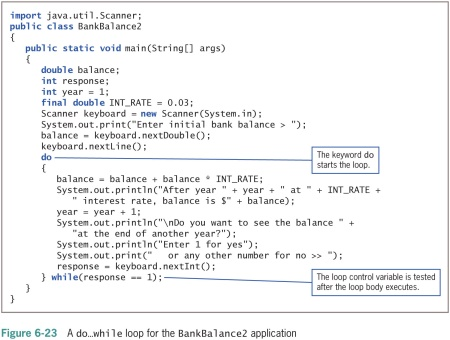 import java.util.Scanner;
public class BankBalance2
{
   public static void main(String[] args)
   {
      double balance;
      int response;
      int year = 1;
      final double INT_RATE = 0.03;
      Scanner keyboard = new Scanner(System.in);
      System.out.print("Enter initial bank balance > ");
      balance = keyboard.nextDouble();
      keyboard.nextLine();
      do
The keyword do
starts the loop.
      {
         balance = balance + balance * INT_RATE;
         System.out.println("After year " + year + " at " + INT_RATE +
            " interest rate, balance is $" + balance);
         year = year + 1;
         System.out.println("\nDo you want to see the balance " +
            "at the end of another year?");
         System.out.println("Enter 1 for yes");
         System.out.print("   or any other number for no >> ");
         response = keyboard.nextInt();
      } while(response == 1);
The loop control variable is tested
after the loop body executes.
   }
}
Figure 6-23 A do...while loop for the BankBalance2 application